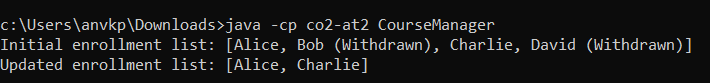 c:\Users\anvkp\Downloads>java -cp co2-at2 CourseManager
Initial enrollment list: [Alice, Bob (Withdrawn), Charlie, David (Withdrawn)]
Updated enrollment list: [Alice, Charlie]